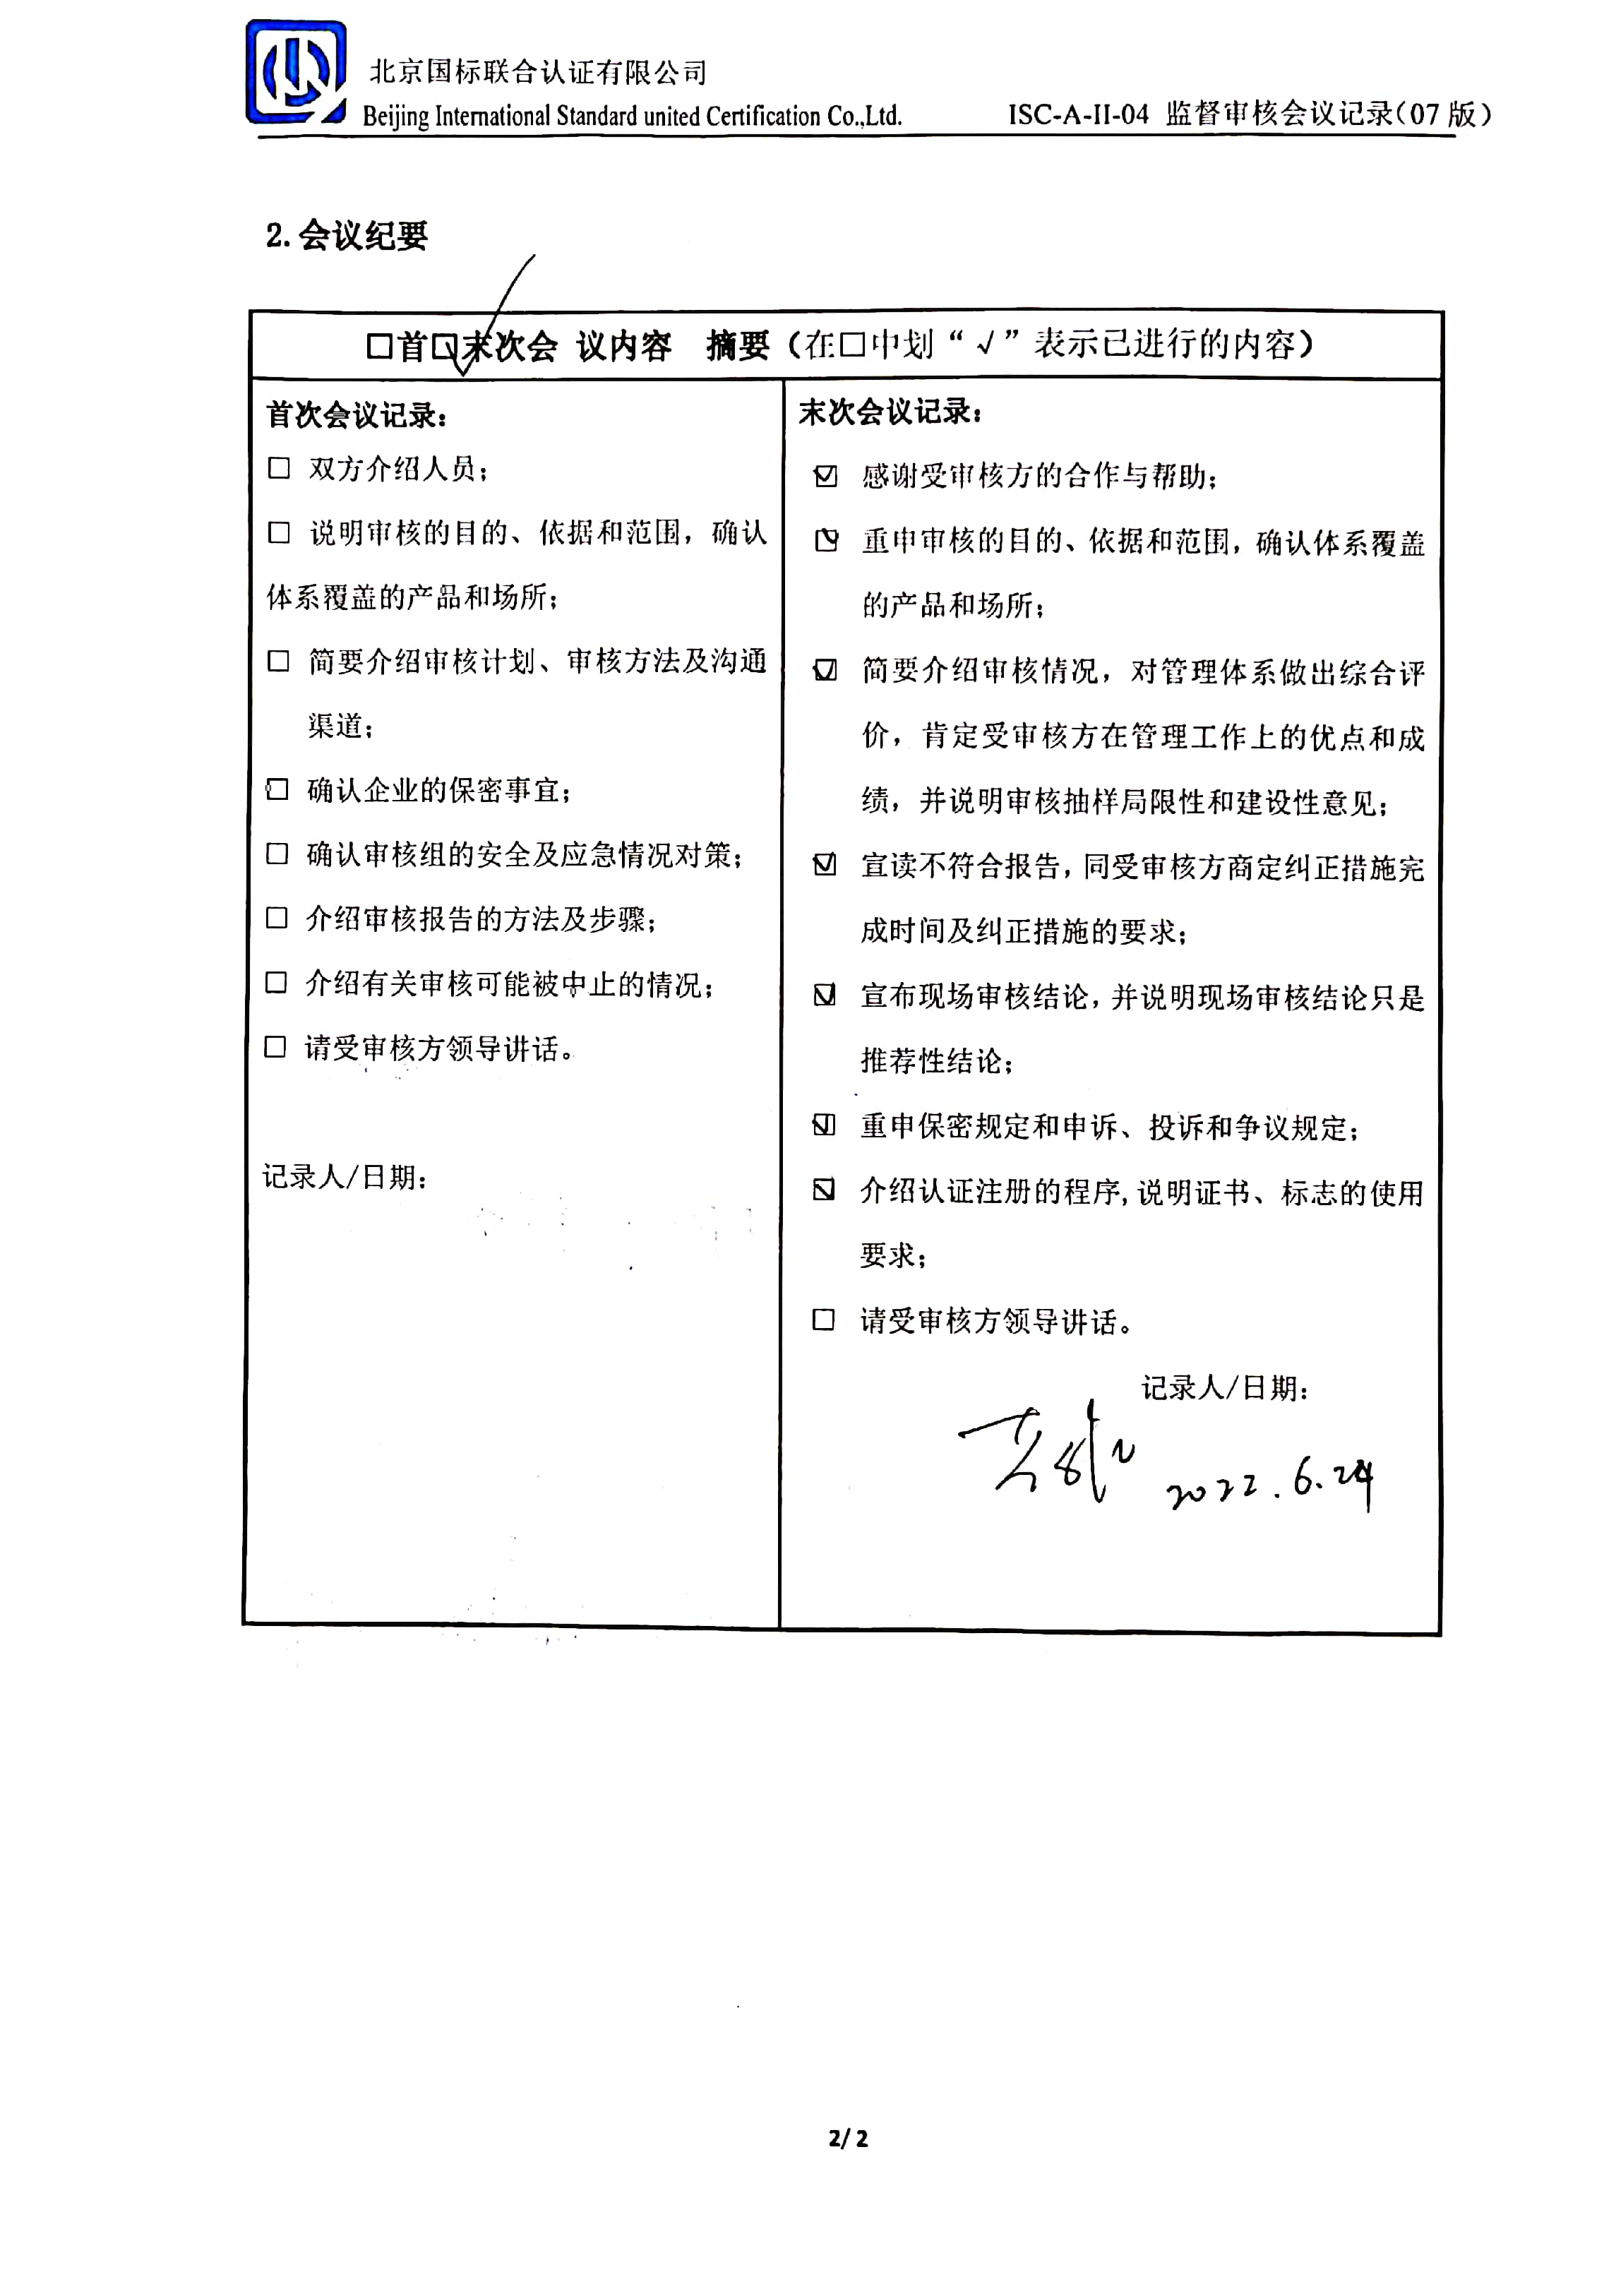 北京国标联合认证有限公司
Beijing International Standard united Certification Co.,Ltd.
ISC-A-II-04 监督审核会议记录(07版)
2.会议纪要
□首☑末次会 议内容 摘要(在□中划“√”表示已进行的内容)
首次会议记录:
□ 双方介绍人员;
□ 说明审核的目的、依据和范围,确认
体系覆盖的产品和场所;
□ 简要介绍审核计划、审核方法及沟通
渠道;
□ 确认企业的保密事宜;
□ 确认审核组的安全及应急情况对策;
□ 介绍审核报告的方法及步骤;
□ 介绍有关审核可能被中止的情况;
□ 请受审核方领导讲话。
记录人/日期:
末次会议记录:
☑ 感谢受审核方的合作与帮助;
☑ 重申审核的目的、依据和范围,确认体系覆盖
的产品和场所;
☑ 简要介绍审核情况,对管理体系做出综合评
价,肯定受审核方在管理工作上的优点和成
绩,并说明审核抽样局限性和建设性意见;
☑ 宣读不符合报告,同受审核方商定纠正措施完
成时间及纠正措施的要求;
☑ 宣布现场审核结论,并说明现场审核结论只是
推荐性结论;
☑ 重申保密规定和申诉、投诉和争议规定;
☑ 介绍认证注册的程序,说明证书、标志的使用
要求;
□ 请受审核方领导讲话。
记录人/日期:
2022.6.24
2/2